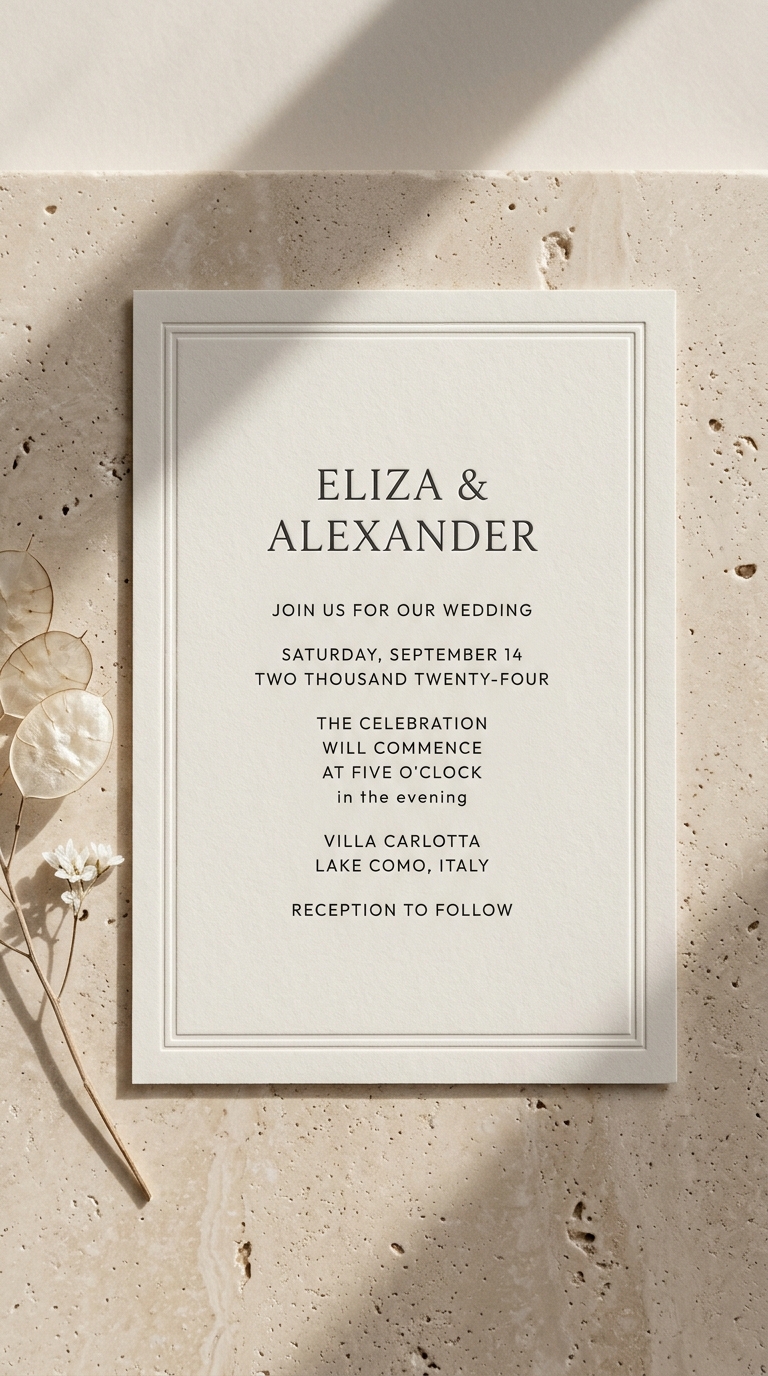 ELIZA &
ALEXANDER
JOIN US FOR OUR WEDDING
SATURDAY, SEPTEMBER 14
TWO THOUSAND TWENTY-FOUR
THE CELEBRATION
WILL COMMENCE
AT FIVE O'CLOCK
in the evening
VILLA CARLOTTA
LAKE COMO, ITALY
RECEPTION TO FOLLOW